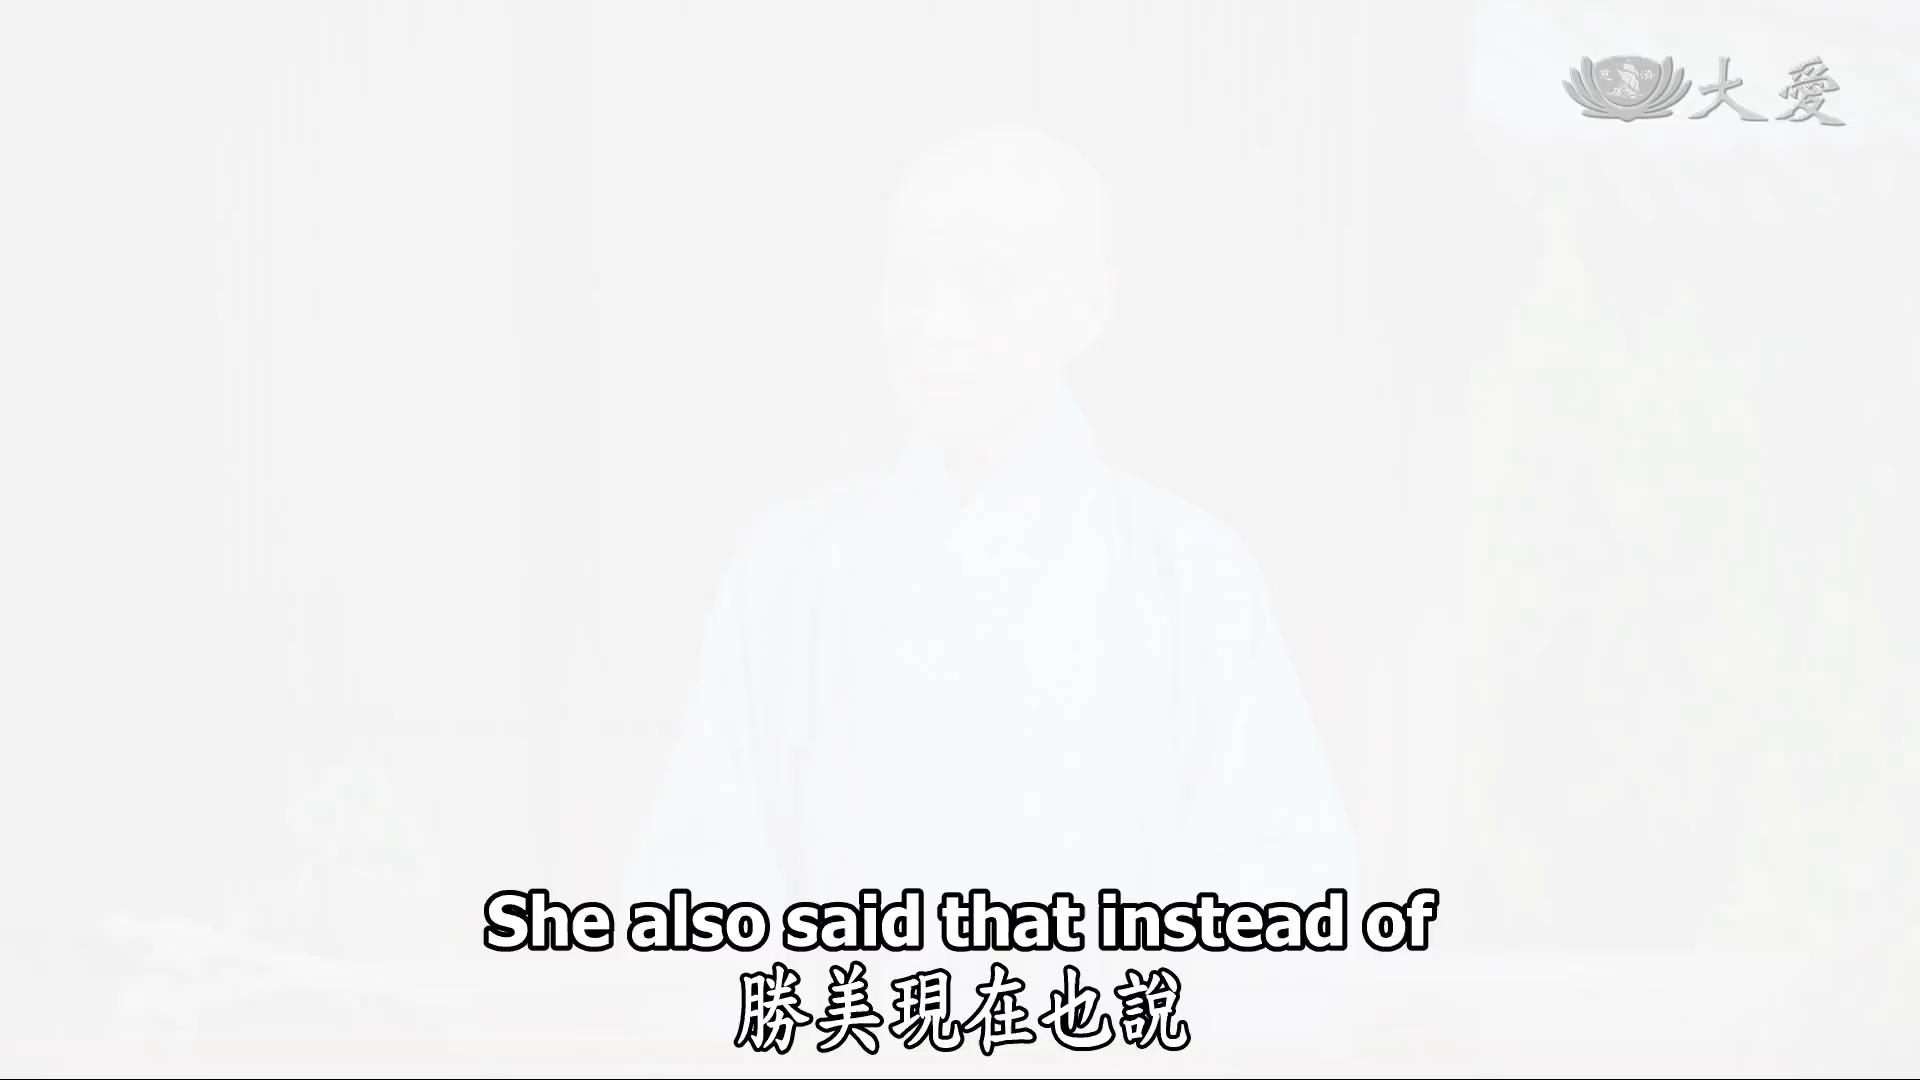 大愛
She also said that instead of
勝美現在也說